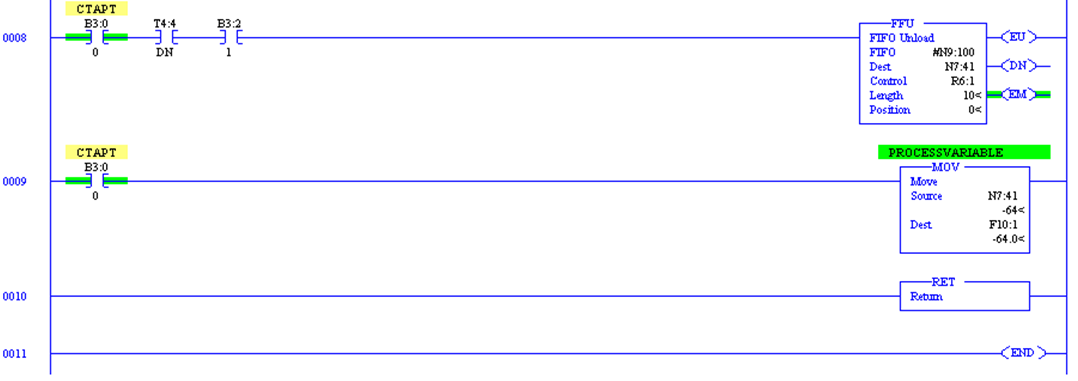 CTAPT
B3:0 T4:4 B3:2 FFU
0008 FIFO Unload EU
0 DN 1 FIFO #N9:100
Dest N7:41 DN
Control R6:1
Length 10< EM
Position 0<
CTAPT PROCESSVARIABLE
B3:0 MOV
0009 Move
0 Source N7:41
-64<
Dest F10:1
-64.0<
RET
0010 Return
0011 END